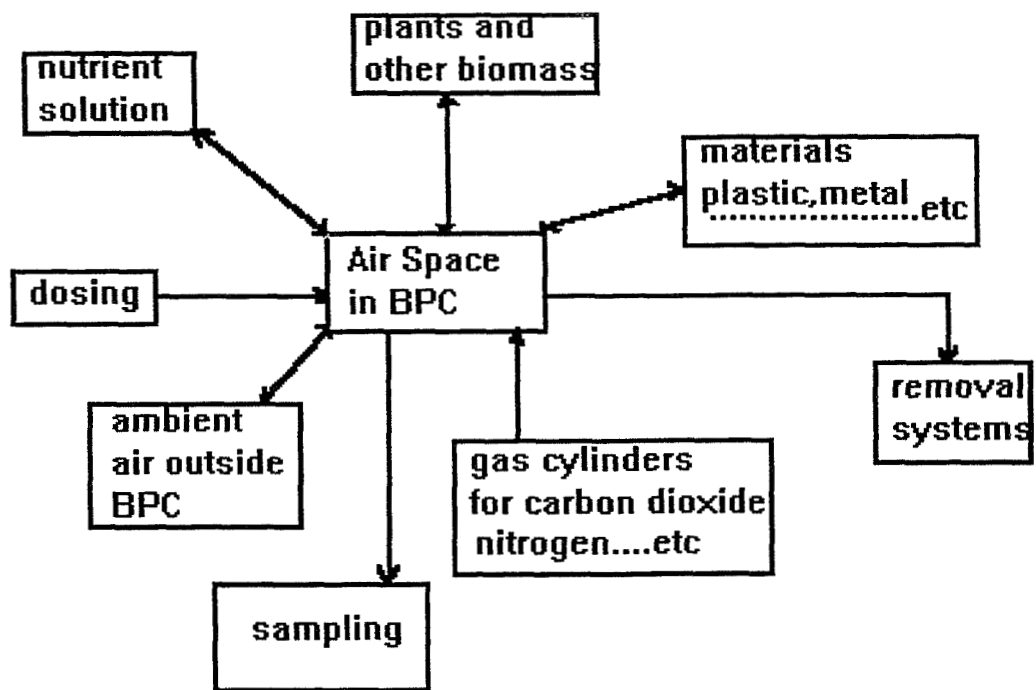 plants and
other biomass
nutrient
solution
materials
plastic,metal
..................etc
Air Space
in BPC
dosing
removal
systems
ambient
air outside
BPC
gas cylinders
for carbon dioxide
nitrogen....etc
sampling